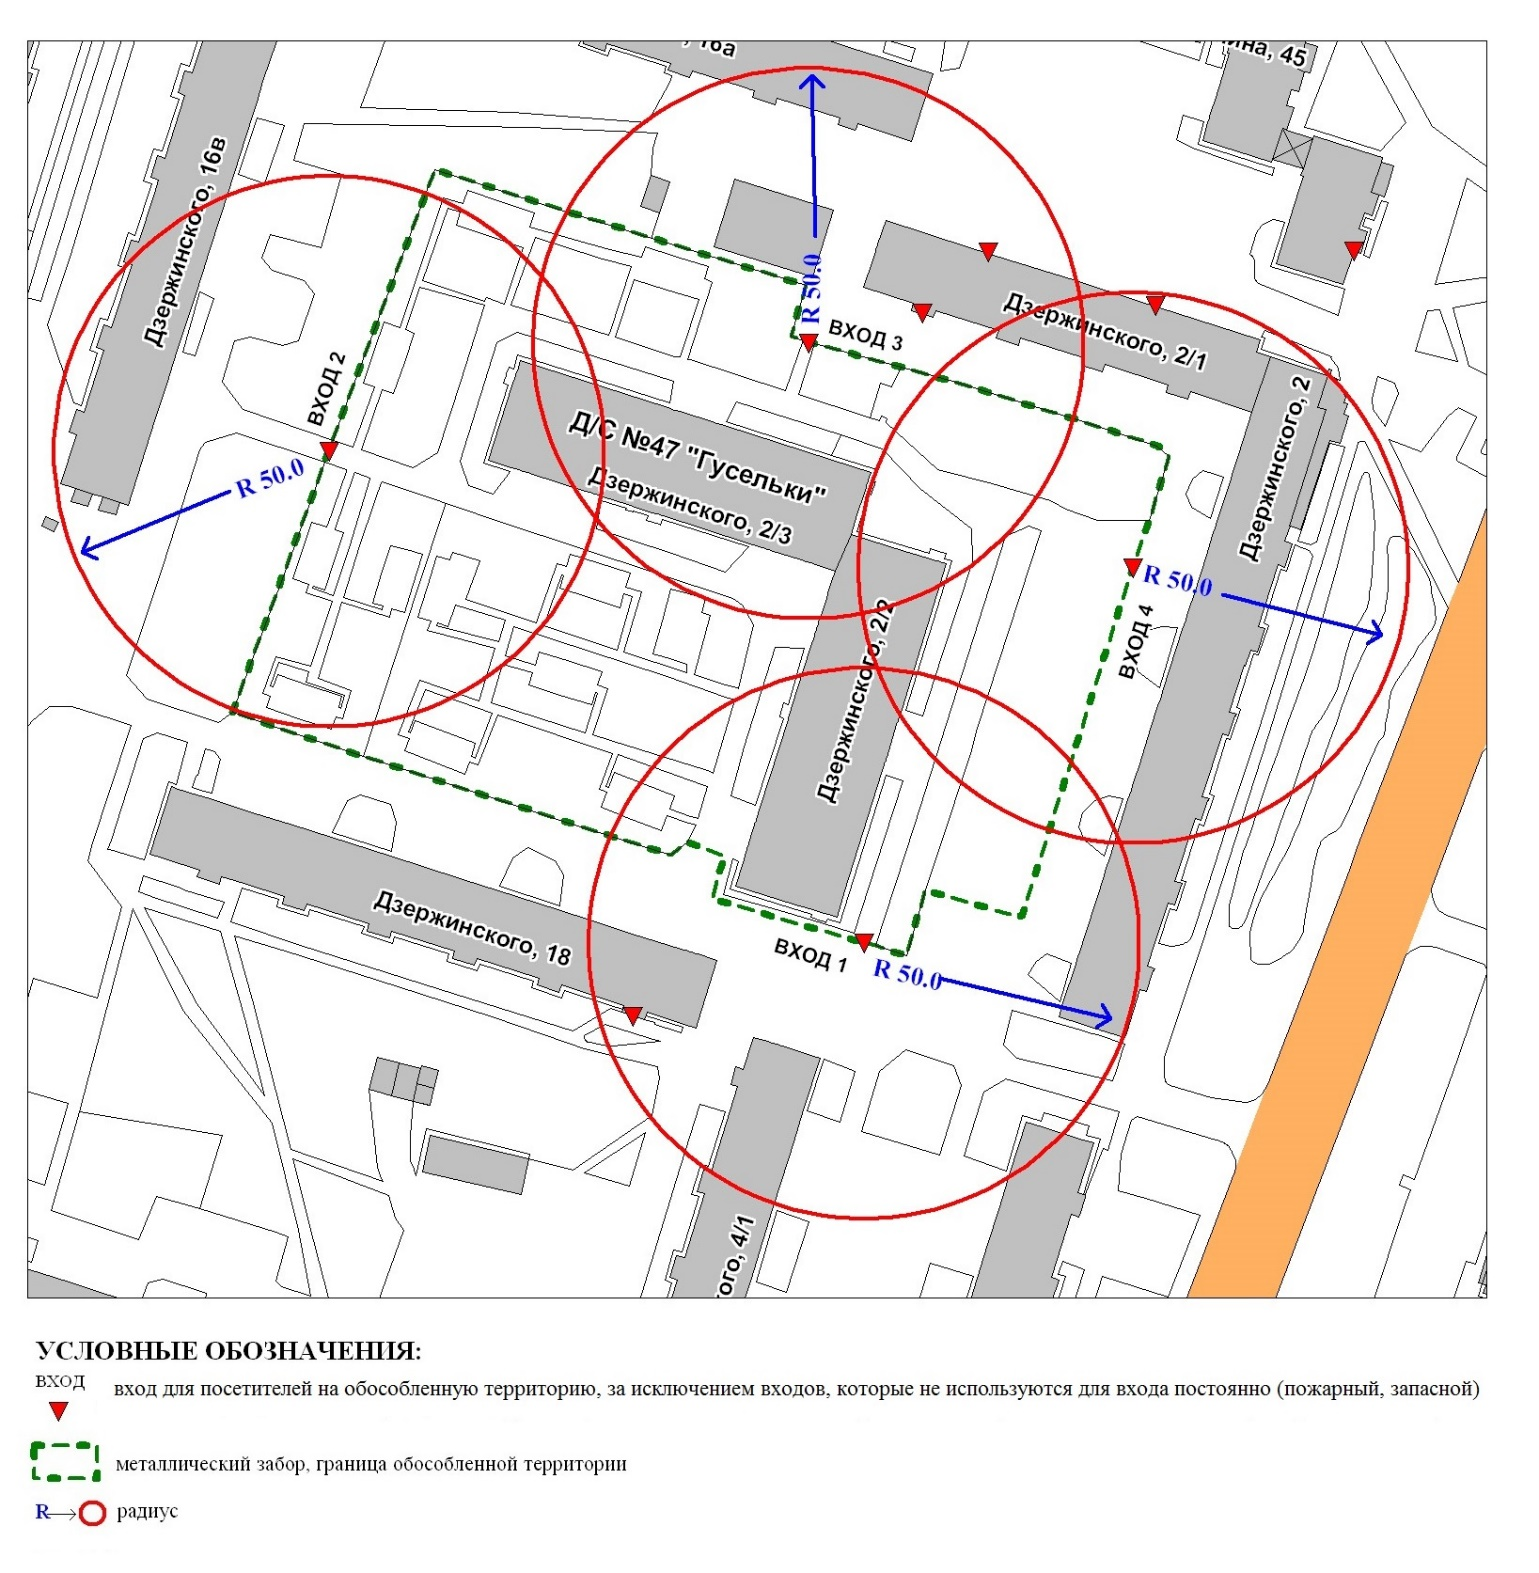 , 16а
ина, 45
Дзержинского, 16в
R 50.0
ВХОД 3
Дзержинского, 2/1
ВХОД 2
Дзержинского, 2
Д/С №47 "Гусельки"
Дзержинского, 2/3
R 50.0
R 50.0
ВХОД 4
Дзержинского, 2/2
Дзержинского, 18
ВХОД 1
R 50.0
ого, 4/1
УСЛОВНЫЕ ОБОЗНАЧЕНИЯ:
ВХОД
вход для посетителей на обособленную территорию, за исключением входов, которые не используются для входа постоянно (пожарный, запасной)
металлический забор, граница обособленной территории
R
радиус